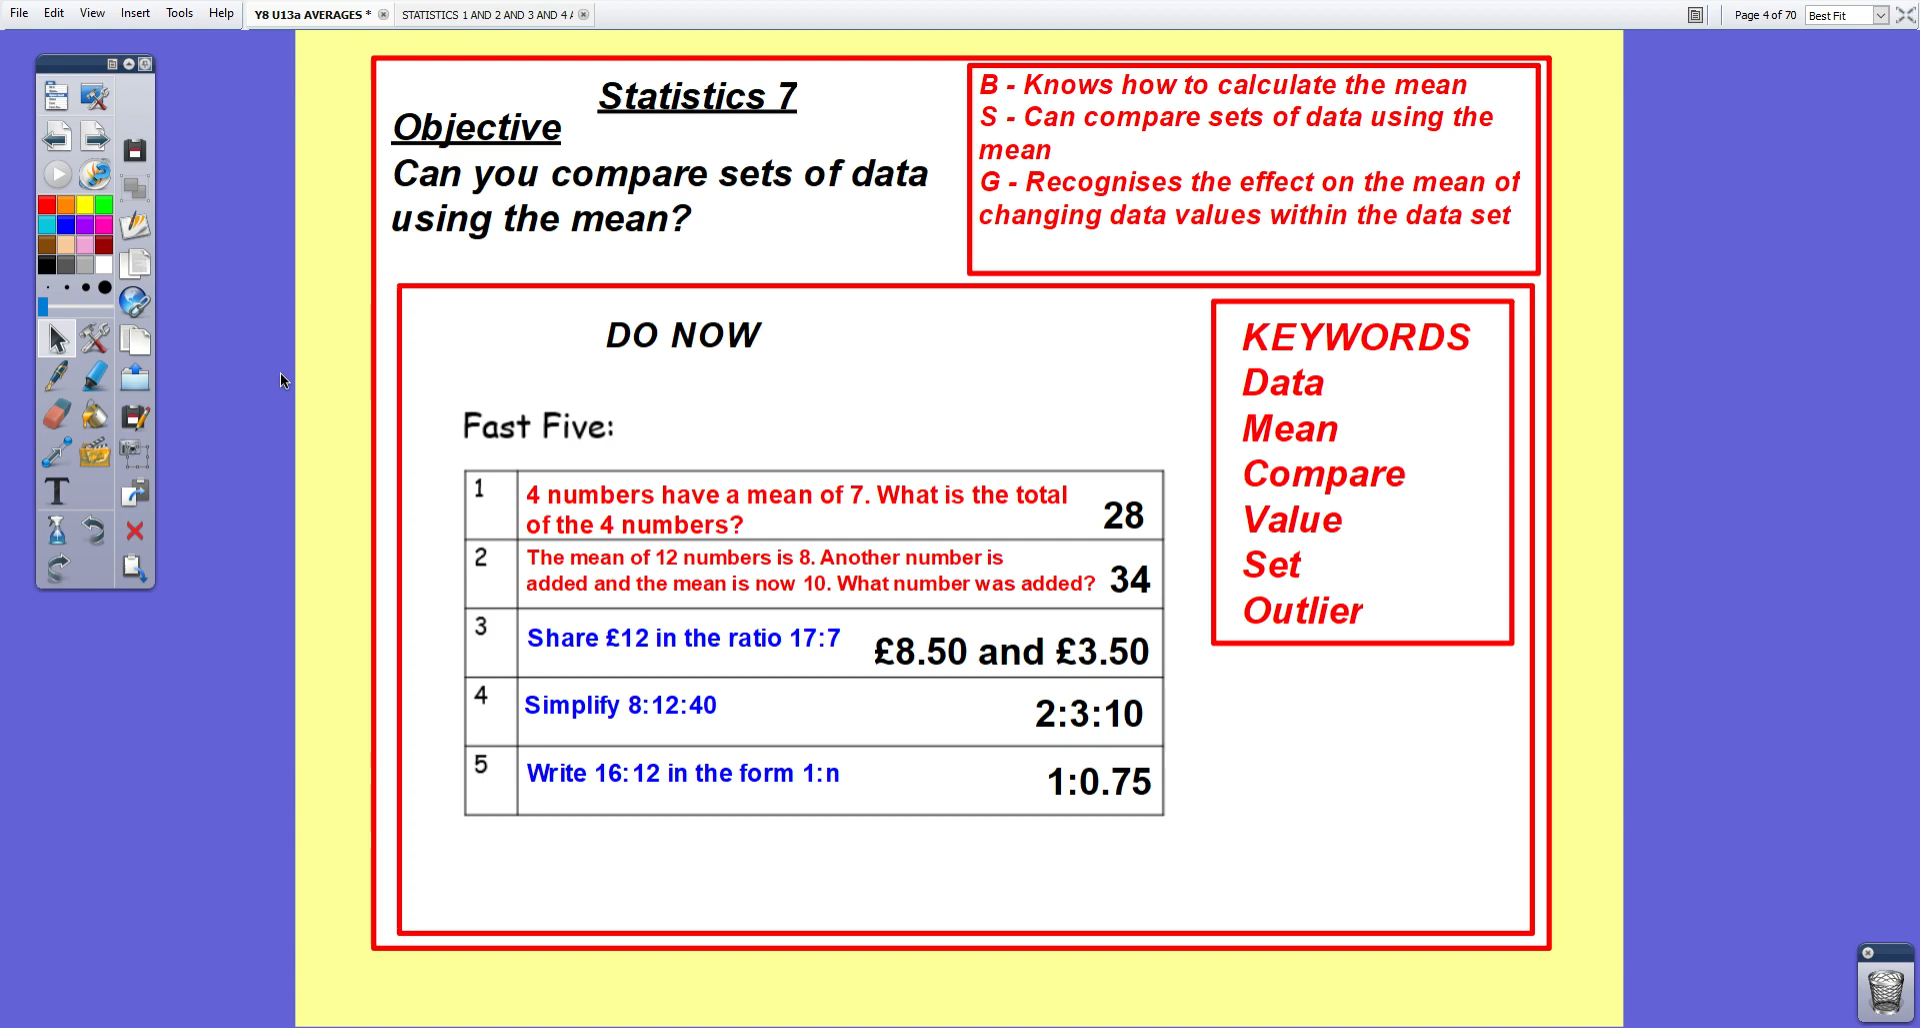 File Edit View Insert Tools Help Y8 U13a AVERAGES * STATISTICS 1 AND 2 AND 3 AND 4 Page 4 of 70 Best Fit
Statistics 7
Objective
Can you compare sets of data
using the mean?
B - Knows how to calculate the mean
S - Can compare sets of data using the
mean
G - Recognises the effect on the mean of
changing data values within the data set
DO NOW
Fast Five:
1 4 numbers have a mean of 7. What is the total
of the 4 numbers? 28
2 The mean of 12 numbers is 8. Another number is
added and the mean is now 10. What number was added? 34
3 Share £12 in the ratio 17:7 £8.50 and £3.50
4 Simplify 8:12:40 2:3:10
5 Write 16:12 in the form 1:n 1:0.75
KEYWORDS
Data
Mean
Compare
Value
Set
Outlier
T